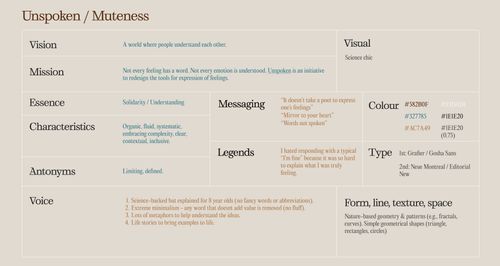 Unspoken / Muteness
Vision
A world where people understand each other.
Mission
Not every feeling has a word. Not every emotion is understood. Unspoken is an initiative
to redesign the tools for expression of feelings.
Visual
Science chic
Essence
Solidarity / Understanding
Characteristics
Organic, fluid, systematic,
embracing complexity, clear,
contextual, inclusive.
Antonyms
Limiting, defined.
Messaging
"It doesn't take a poet to express
one's feelings"
"Mirror to your heart"
"Words not spoken"
Legends
I hated responding with a typical
"I'm fine" because it was so hard
to explain what I was truly
feeling.
Colour
#582B0F
#327785
#1E1E20
#AC7A49
#1E1E20
(0.75)
Type
1st: Grafier / Gosha Sans
2nd: Neue Montreal / Editorial
New
Voice
1. Science-backed but explained for 8 year olds (no fancy words or abbreviations).
2. Extreme minimalism - any word that doesn't add value is removed (no fluff).
3. Lots of metaphors to help understand the ideas.
4. Life stories to bring examples to life.
Form, line, texture, space
Nature-based geometry & patterns (e.g., fractals,
curves). Simple geometrical shapes (triangle,
rectangles, circles)